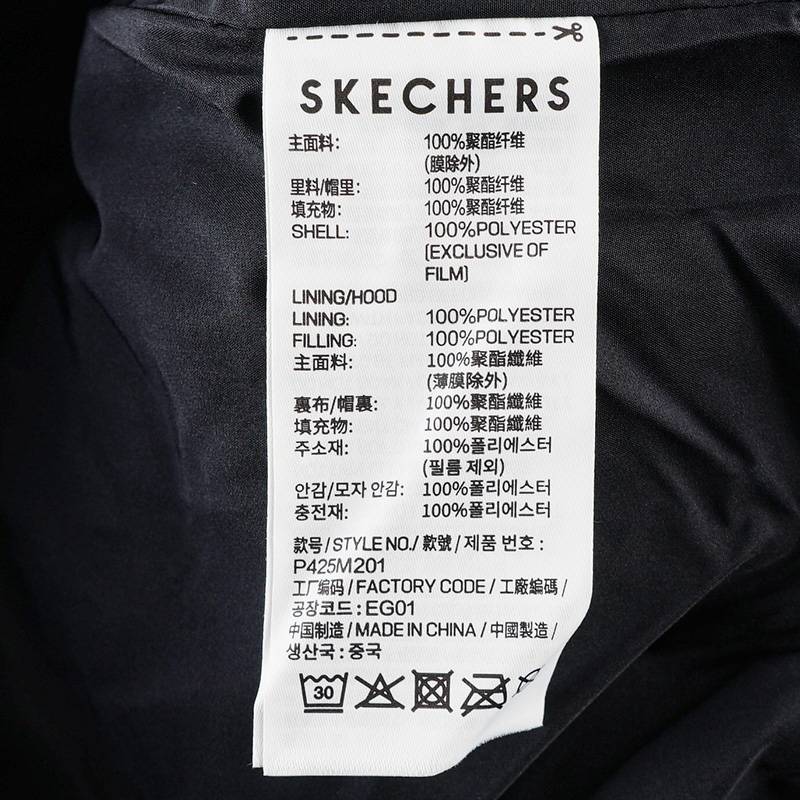 SKECHERS
主面料: 100%聚酯纤维
(膜除外)
里料/帽里: 100%聚酯纤维
填充物: 100%聚酯纤维
SHELL: 100%POLYESTER
(EXCLUSIVE OF
FILM)
LINING/HOOD
LINING: 100%POLYESTER
FILLING: 100%POLYESTER
主面料: 100%聚酯纖維
(薄膜除外)
裏布/帽裏: 100%聚酯纖維
填充物: 100%聚酯纖維
주소재: 100%폴리에스터
(필름 제외)
안감/모자 안감: 100%폴리에스터
충전재: 100%폴리에스터
款号/STYLE NO./款號/제품 번호:
P425M201
工厂编码/FACTORY CODE/工廠編碼/
공장코드:EG01
中国制造/MADE IN CHINA/中國製造/
생산국:중국
30